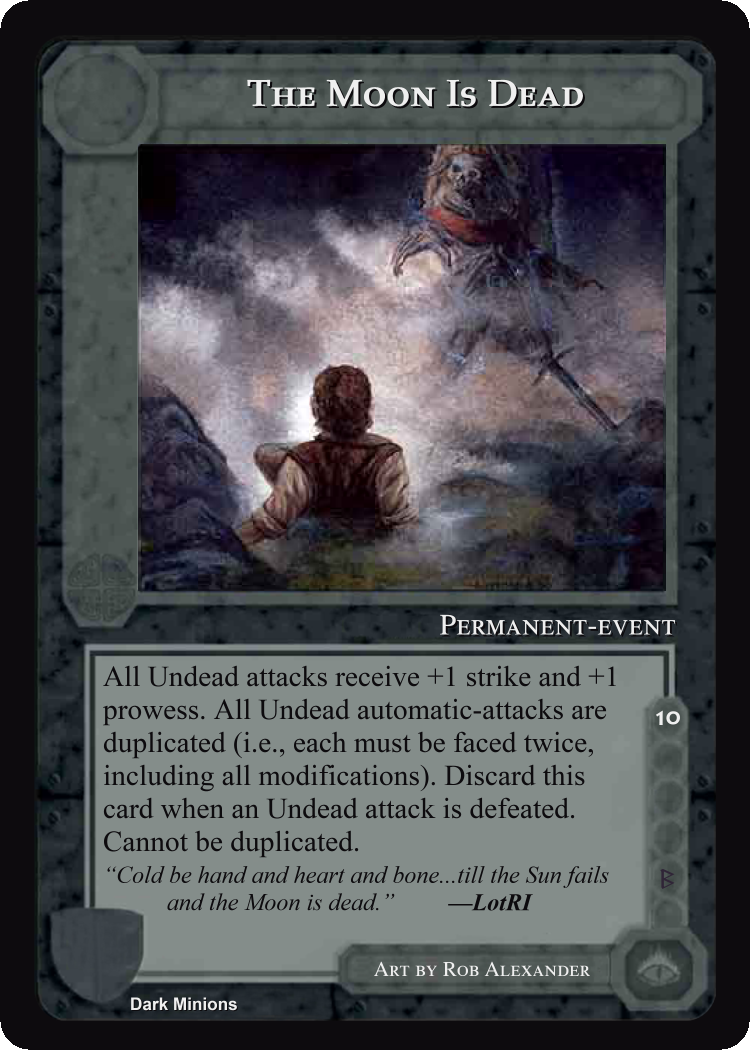 The Moon Is Dead
Permanent-event
All Undead attacks receive +1 strike and +1
prowess. All Undead automatic-attacks are
duplicated (i.e., each must be faced twice,
including all modifications). Discard this
card when an Undead attack is defeated.
Cannot be duplicated.
10
“Cold be hand and heart and bone...till the Sun fails
and the Moon is dead.” —LotRI
B
Art by Rob Alexander
Dark Minions